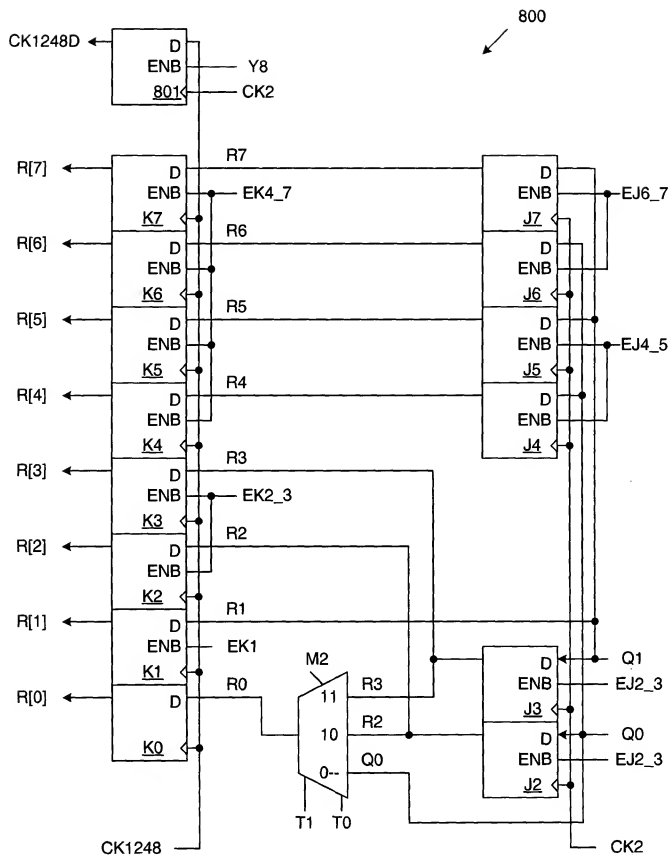 800
CK1248D
D
ENB
Y8
801
CK2
R[7]
D
R7
D
ENB
EK4_7
ENB
EJ6_7
K7
J7
R[6]
D
R6
D
ENB
ENB
K6
J6
R[5]
D
R5
D
ENB
ENB
EJ4_5
K5
J5
R[4]
D
R4
D
ENB
ENB
K4
J4
R[3]
D
R3
ENB
EK2_3
K3
R[2]
D
R2
ENB
K2
R[1]
D
R1
ENB
EK1
K1
M2
D
Q1
ENB
EJ2_3
J3
R[0]
D
R0
11
R3
K0
10
R2
D
Q0
ENB
EJ2_3
J2
0--
Q0
T1
T0
CK1248
CK2